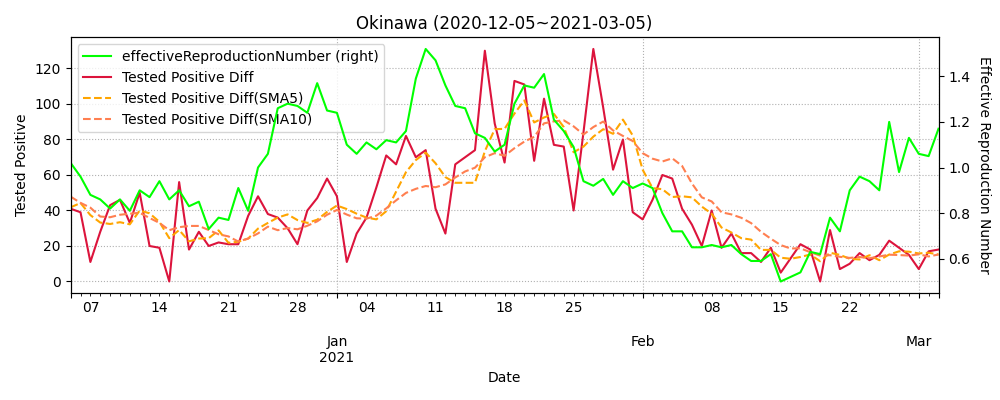 Okinawa (2020-12-05~2021-03-05)
effectiveReproductionNumber (right)
Tested Positive Diff
Tested Positive Diff(SMA5)
Tested Positive Diff(SMA10)
Tested Positive
120
100
80
60
40
20
0
1.4
1.2
1.0
0.8
0.6
Effective Reproduction Number
07 14 21 28 04 11 18 25 08 15 22
Jan Feb Mar
2021
Date